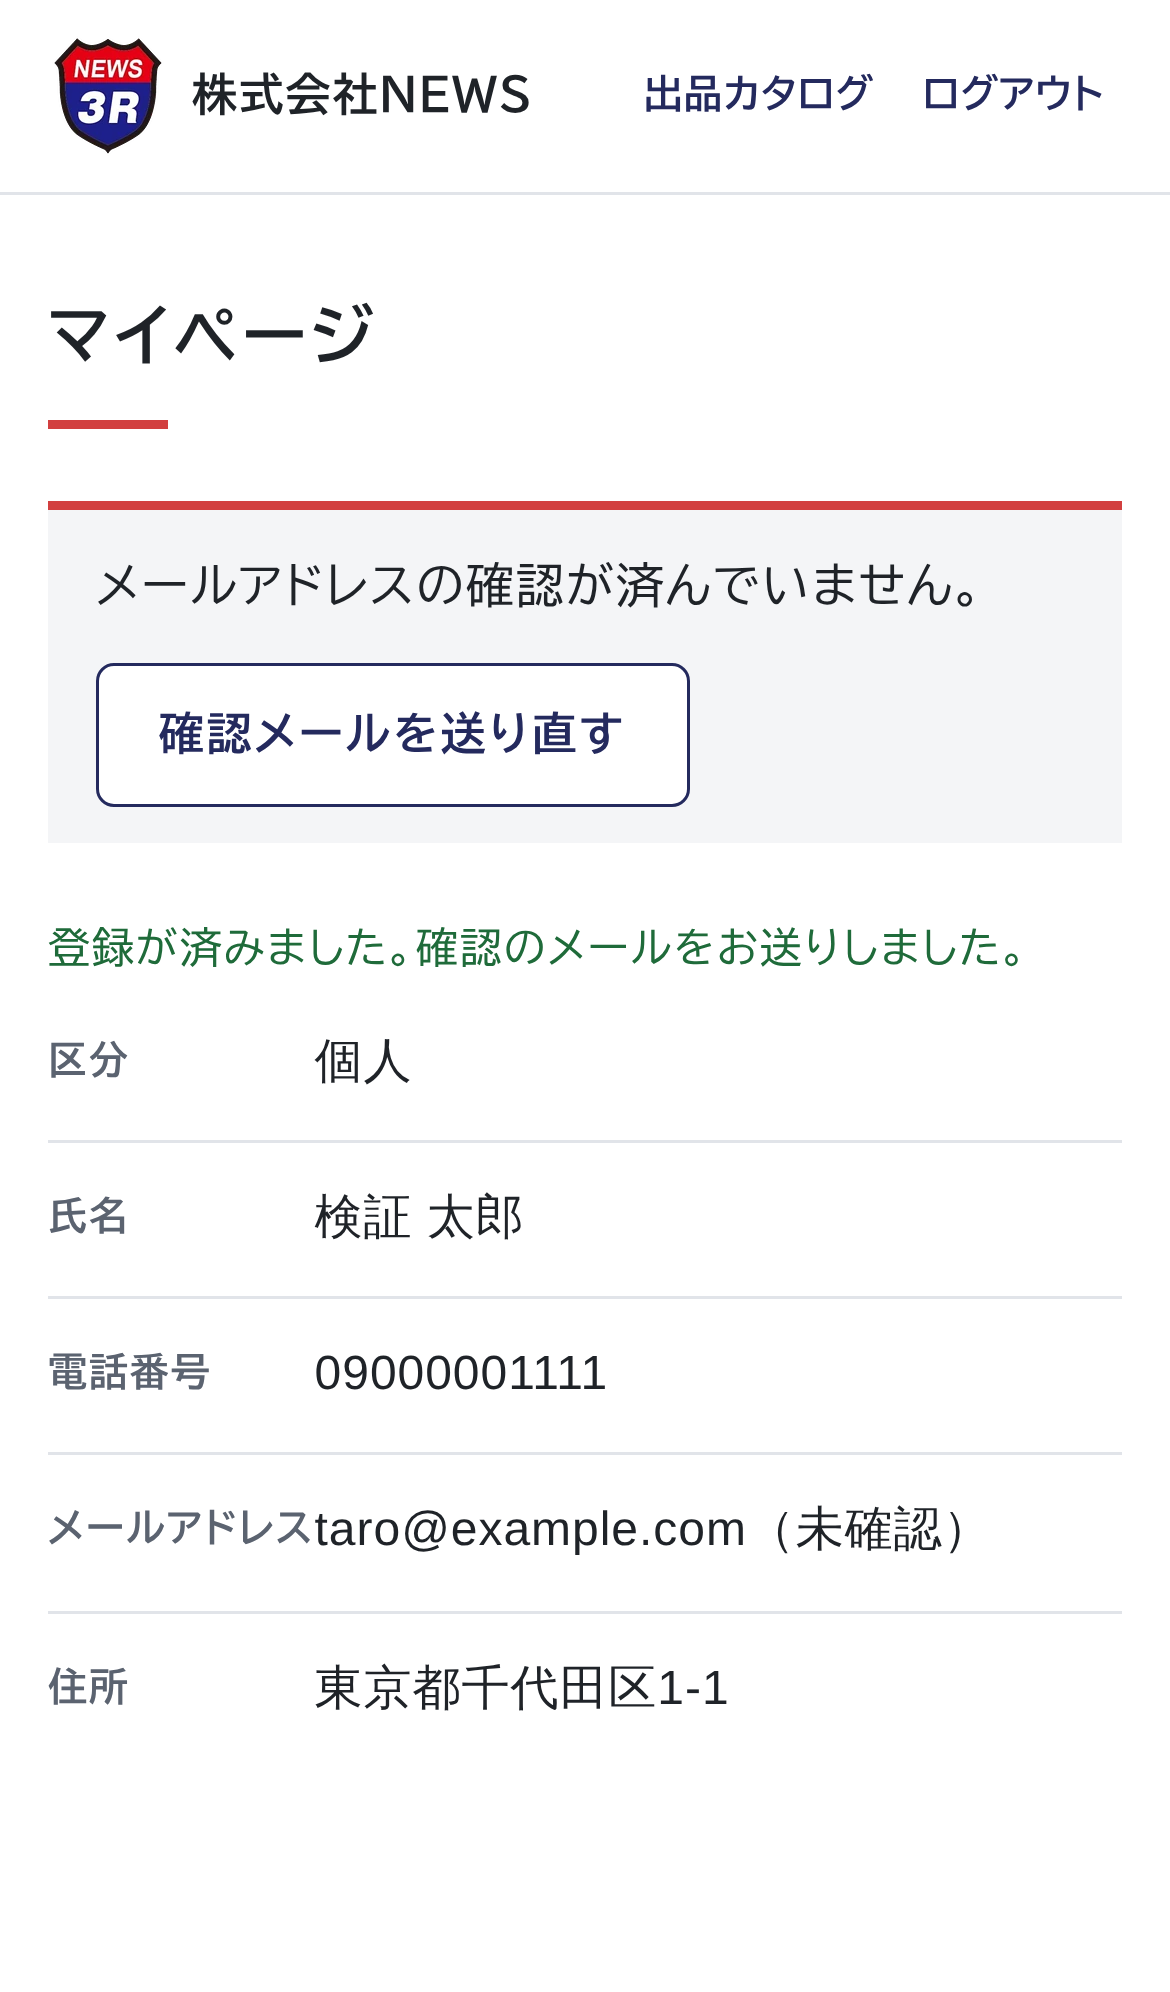 NEWS
3R
株式会社NEWS
出品カタログ
ログアウト
マイページ
メールアドレスの確認が済んでいません。
確認メールを送り直す
登録が済みました。確認のメールをお送りしました。
区分 個人
氏名 検証 太郎
電話番号 09000001111
メールアドレス taro@example.com（未確認）
住所 東京都千代田区1-1